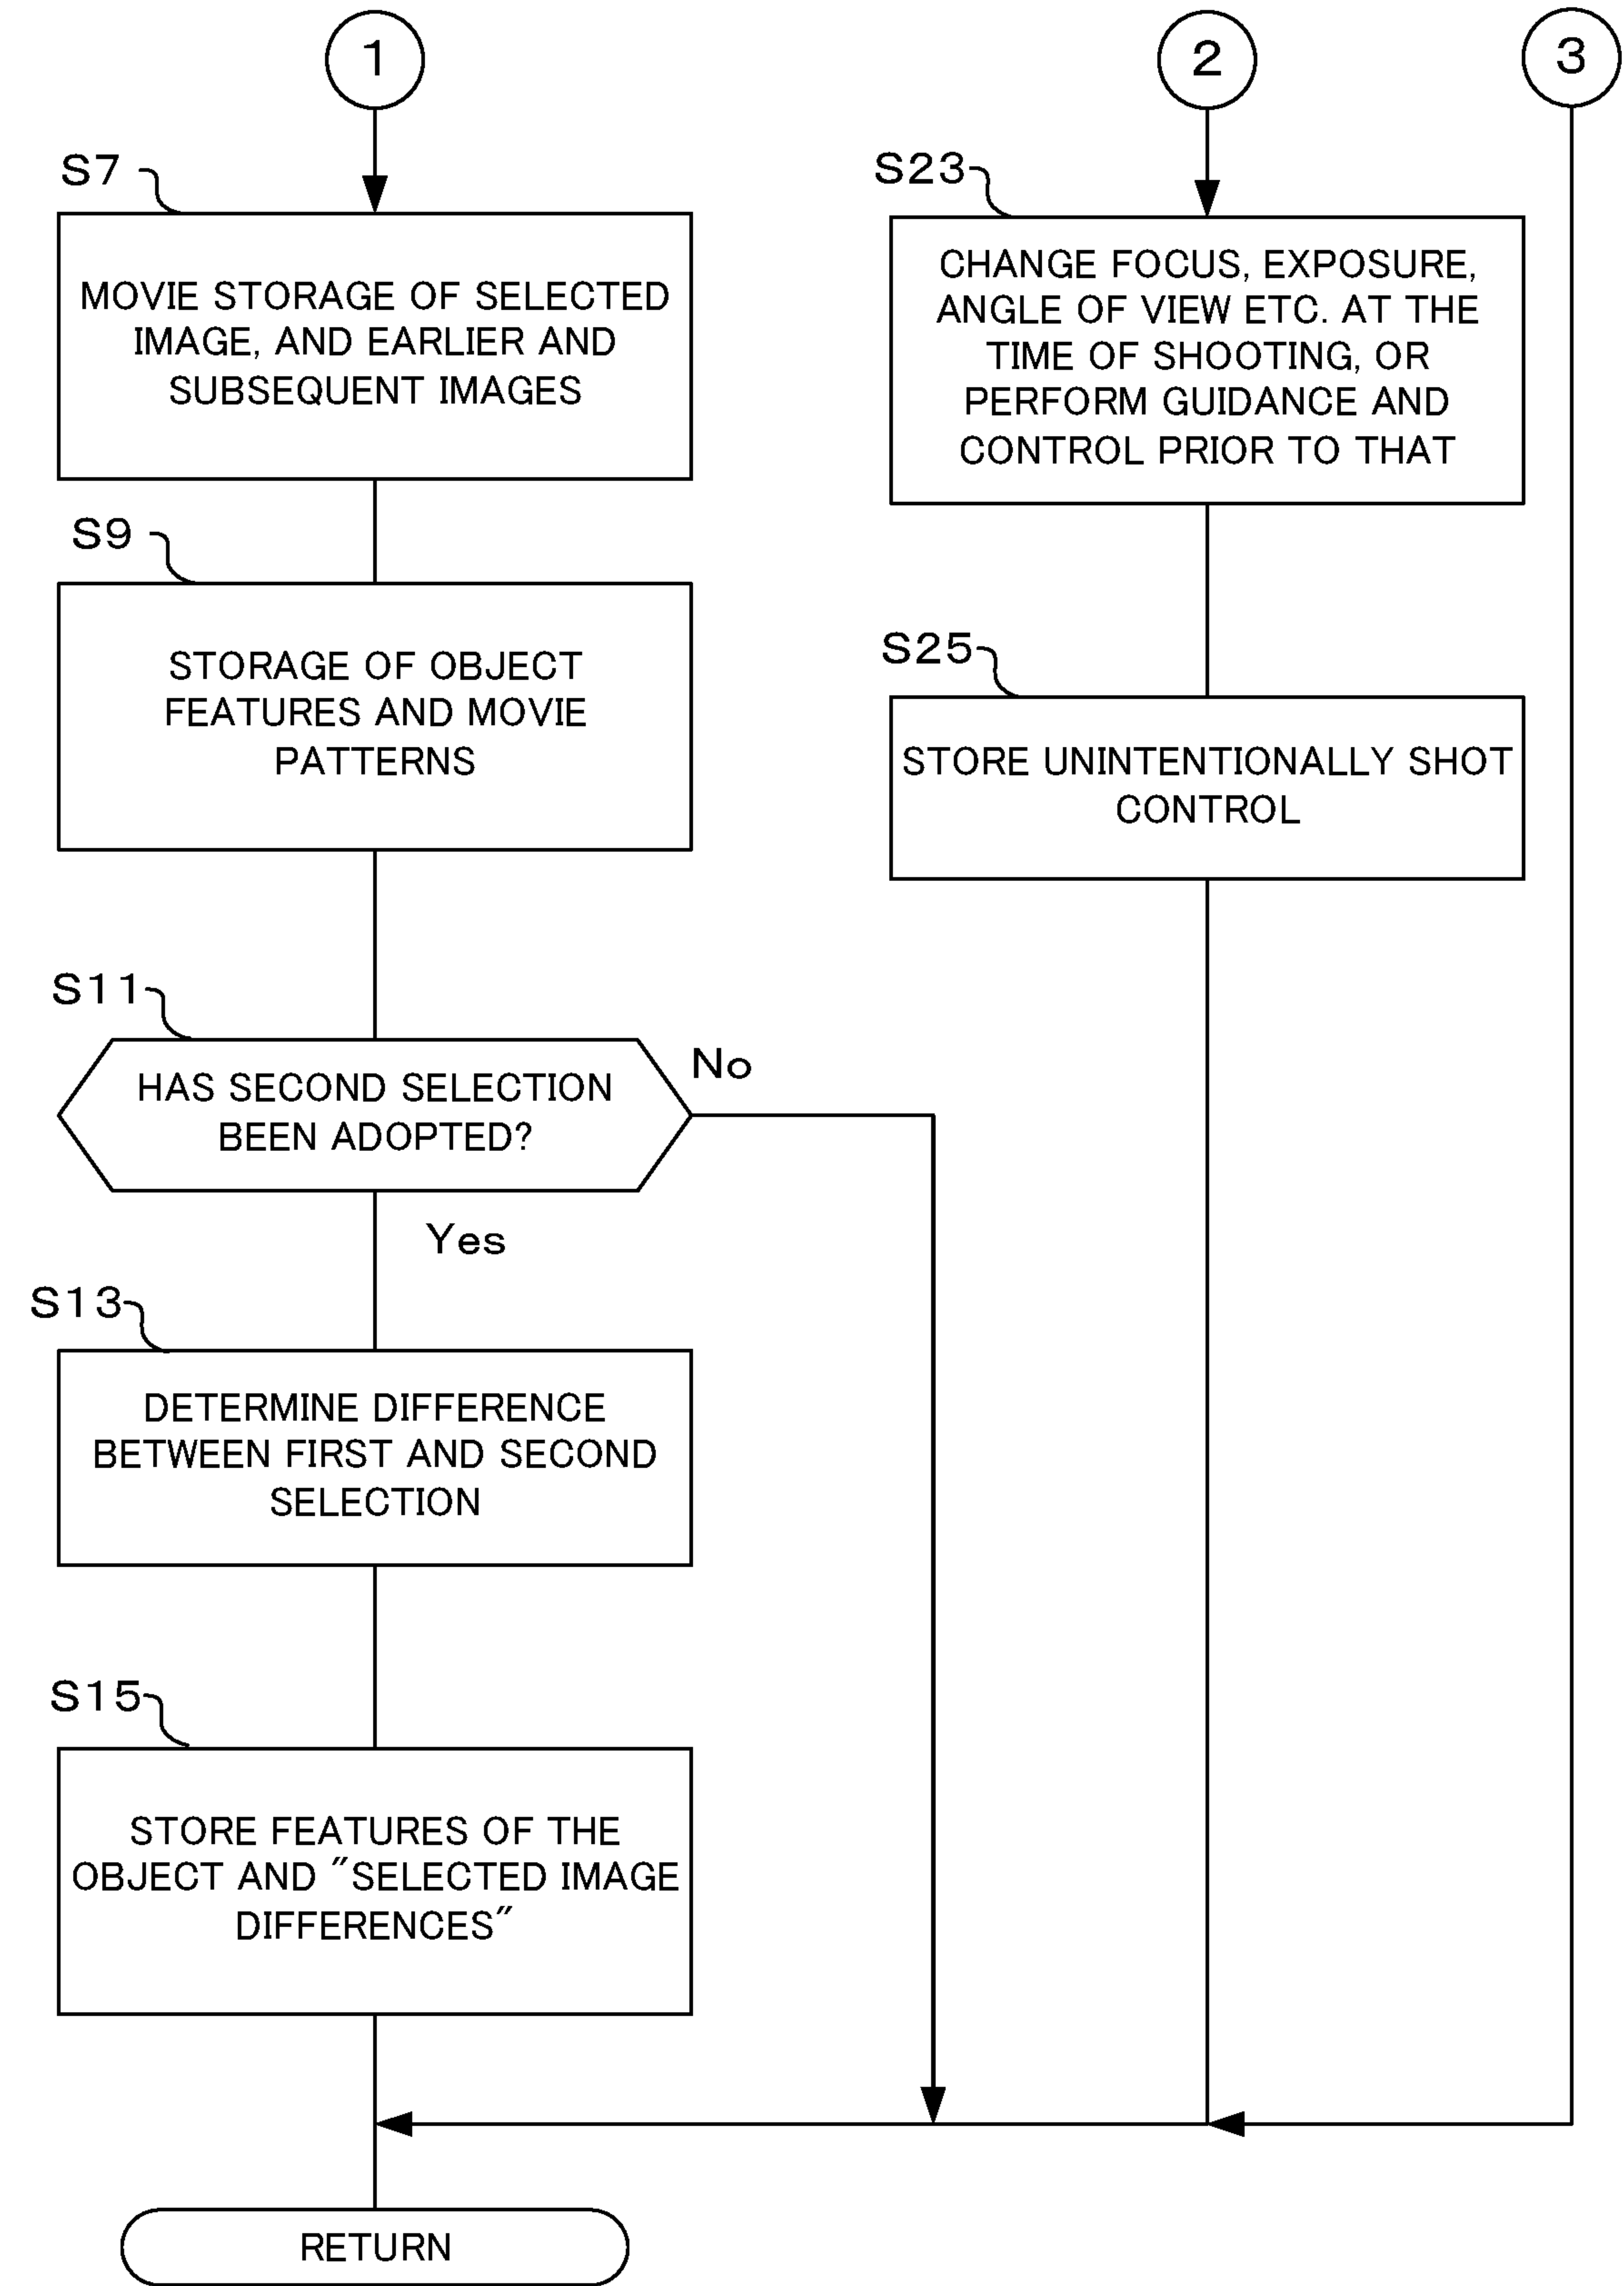 1
2
3
S7
MOVIE STORAGE OF SELECTED
IMAGE, AND EARLIER AND
SUBSEQUENT IMAGES
S23
CHANGE FOCUS, EXPOSURE,
ANGLE OF VIEW ETC. AT THE
TIME OF SHOOTING, OR
PERFORM GUIDANCE AND
CONTROL PRIOR TO THAT
S9
STORAGE OF OBJECT
FEATURES AND MOVIE
PATTERNS
S25
STORE UNINTENTIONALLY SHOT
CONTROL
S11
HAS SECOND SELECTION
BEEN ADOPTED?
No
Yes
S13
DETERMINE DIFFERENCE
BETWEEN FIRST AND SECOND
SELECTION
S15
STORE FEATURES OF THE
OBJECT AND "SELECTED IMAGE
DIFFERENCES"
RETURN